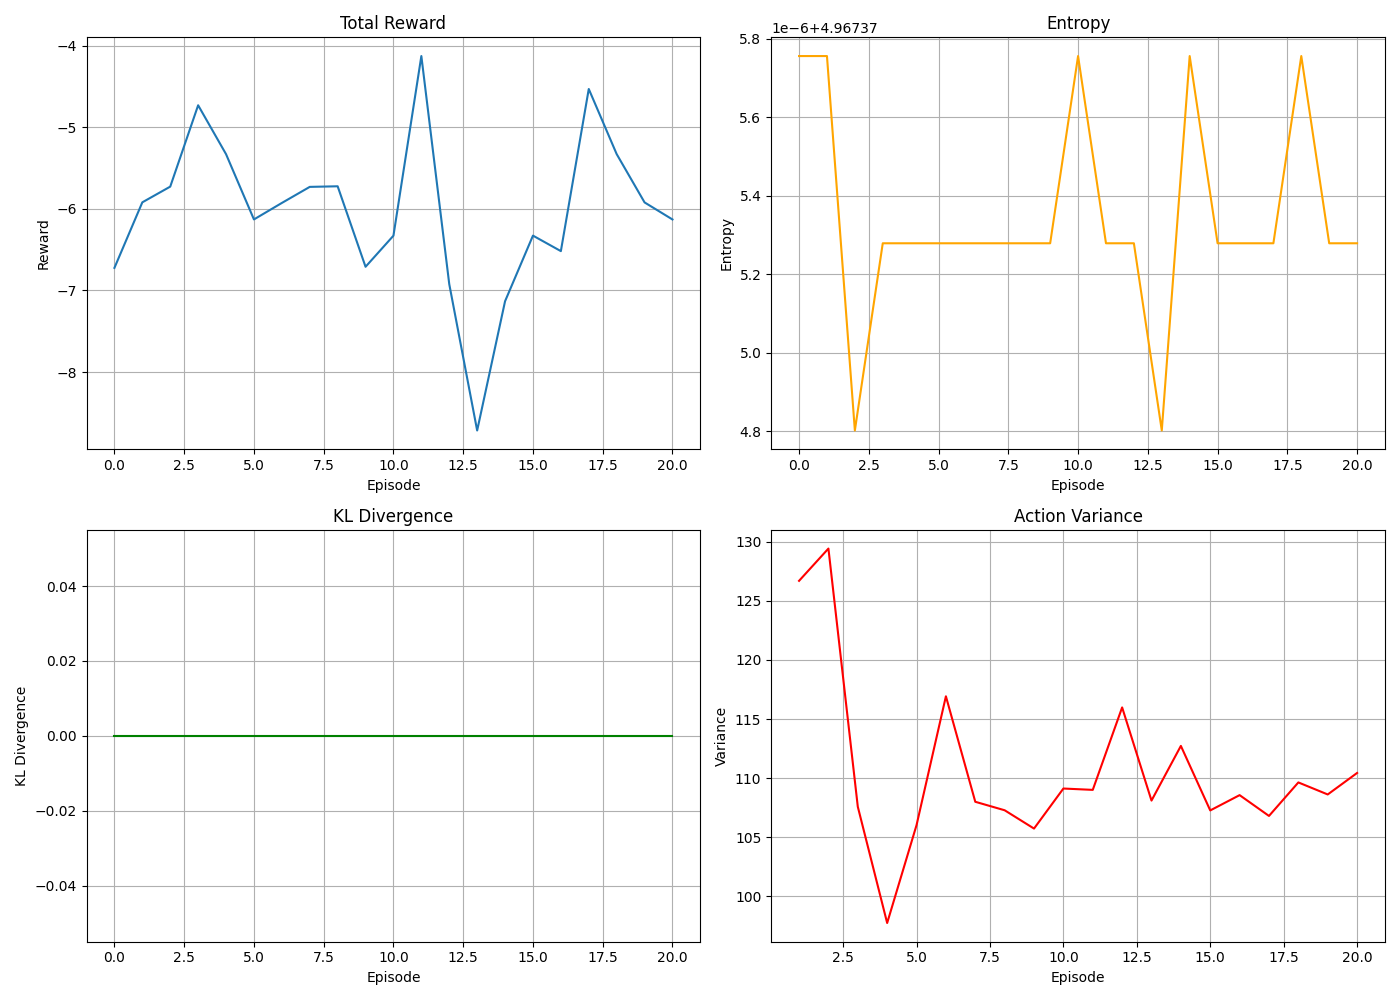 Total Reward
−4
−5
−6
−7
−8
Reward
0.0 2.5 5.0 7.5 10.0 12.5 15.0 17.5 20.0
Episode
Entropy
1e−6+4.96737
5.8
5.6
5.4
5.2
5.0
4.8
Entropy
0.0 2.5 5.0 7.5 10.0 12.5 15.0 17.5 20.0
Episode
KL Divergence
0.04
0.02
0.00
−0.02
−0.04
KL Divergence
0.0 2.5 5.0 7.5 10.0 12.5 15.0 17.5 20.0
Episode
Action Variance
130
125
120
115
110
105
100
Variance
2.5 5.0 7.5 10.0 12.5 15.0 17.5 20.0
Episode